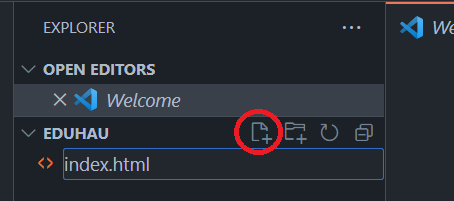 EXPLORER
We
OPEN EDITORS
Welcome
EDUHAU
index.html